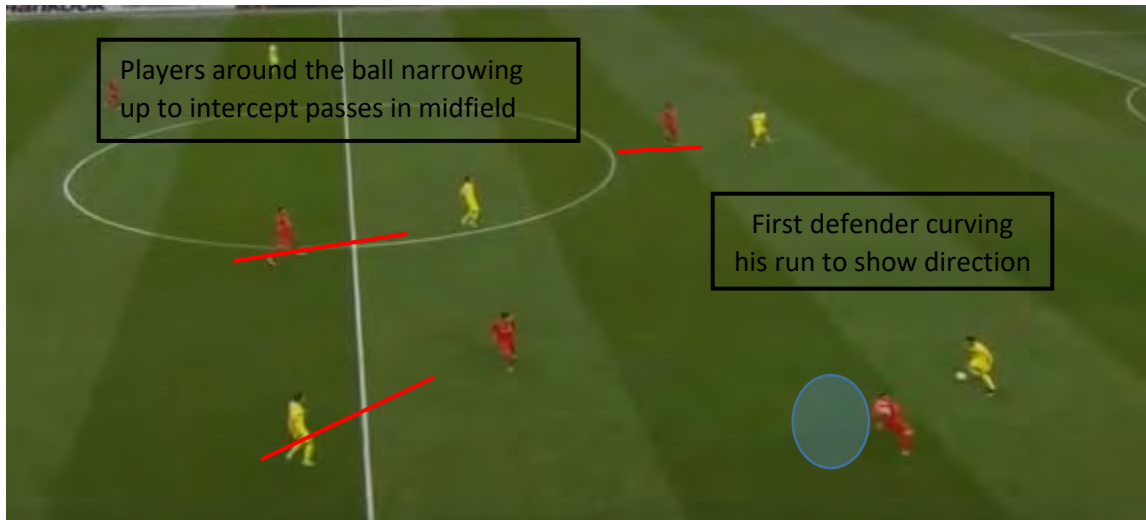 Hankook
Players around the ball narrowing
up to intercept passes in midfield
First defender curving
his run to show direction